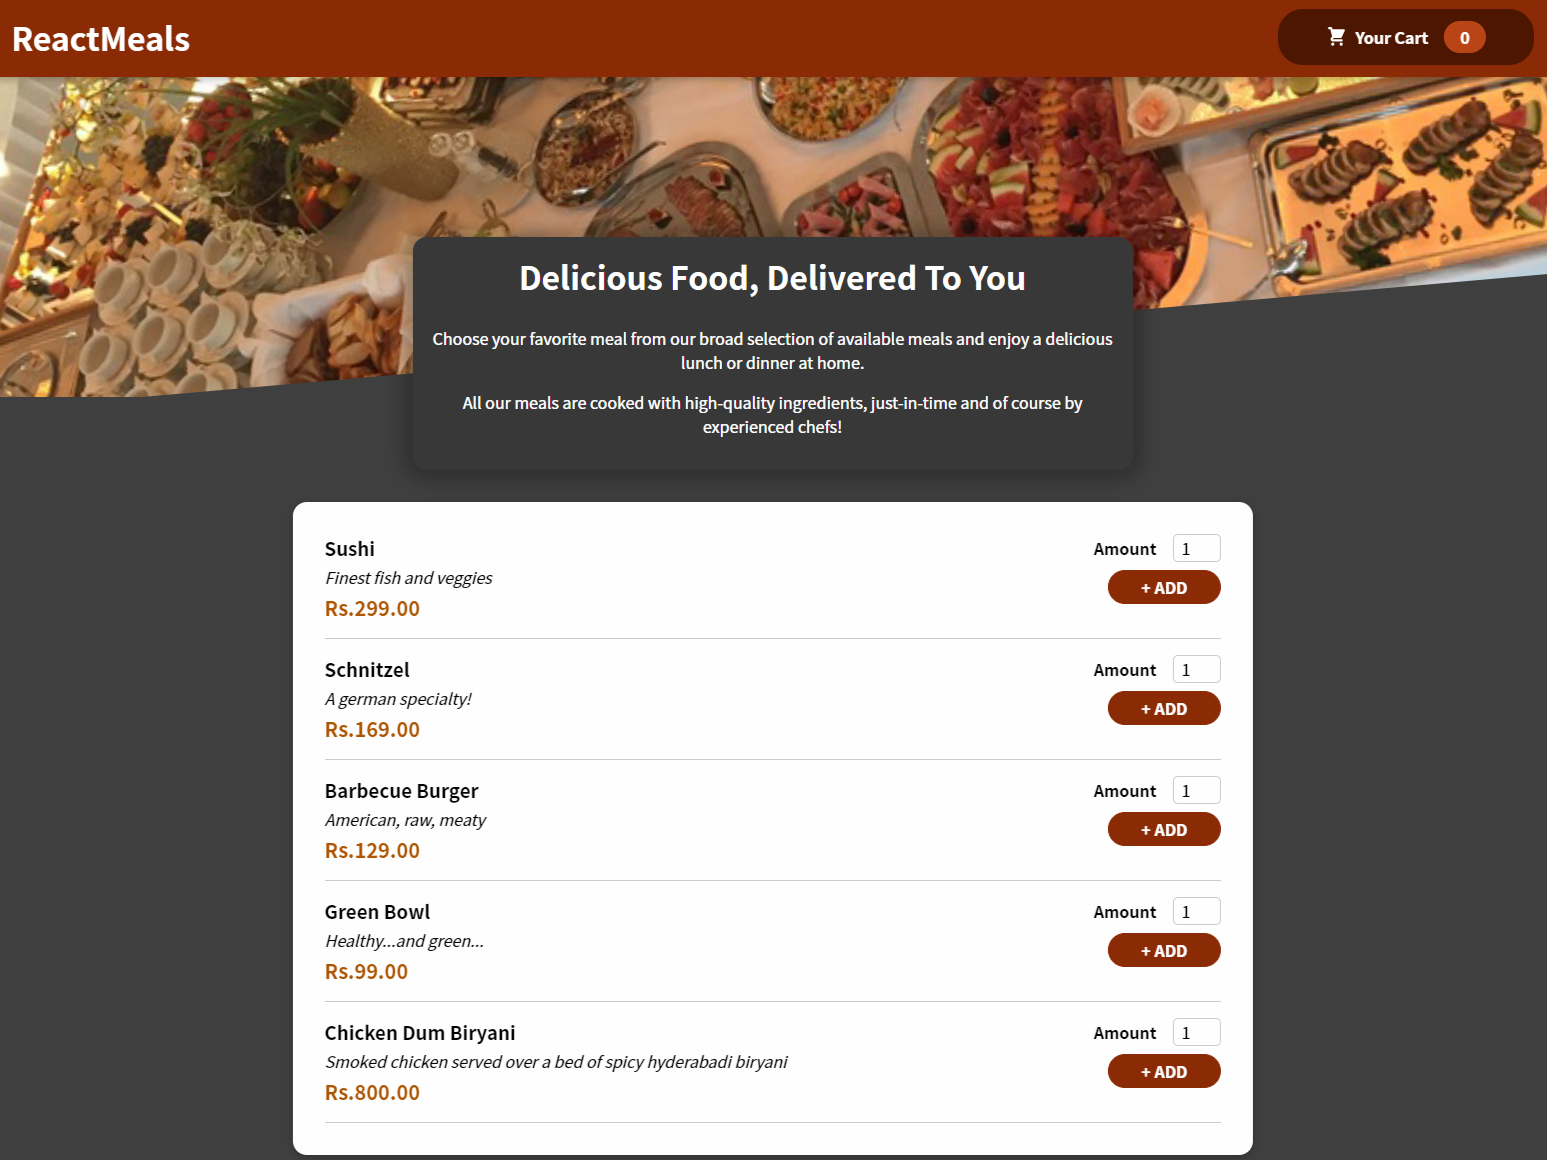 ReactMeals
Your Cart 0
Delicious Food, Delivered To You
Choose your favorite meal from our broad selection of available meals and enjoy a delicious
lunch or dinner at home.
All our meals are cooked with high-quality ingredients, just-in-time and of course by
experienced chefs!
Sushi
Finest fish and veggies
Rs.299.00
Amount 1
+ ADD
Schnitzel
A german specialty!
Rs.169.00
Amount 1
+ ADD
Barbecue Burger
American, raw, meaty
Rs.129.00
Amount 1
+ ADD
Green Bowl
Healthy...and green...
Rs.99.00
Amount 1
+ ADD
Chicken Dum Biryani
Smoked chicken served over a bed of spicy hyderabadi biryani
Rs.800.00
Amount 1
+ ADD